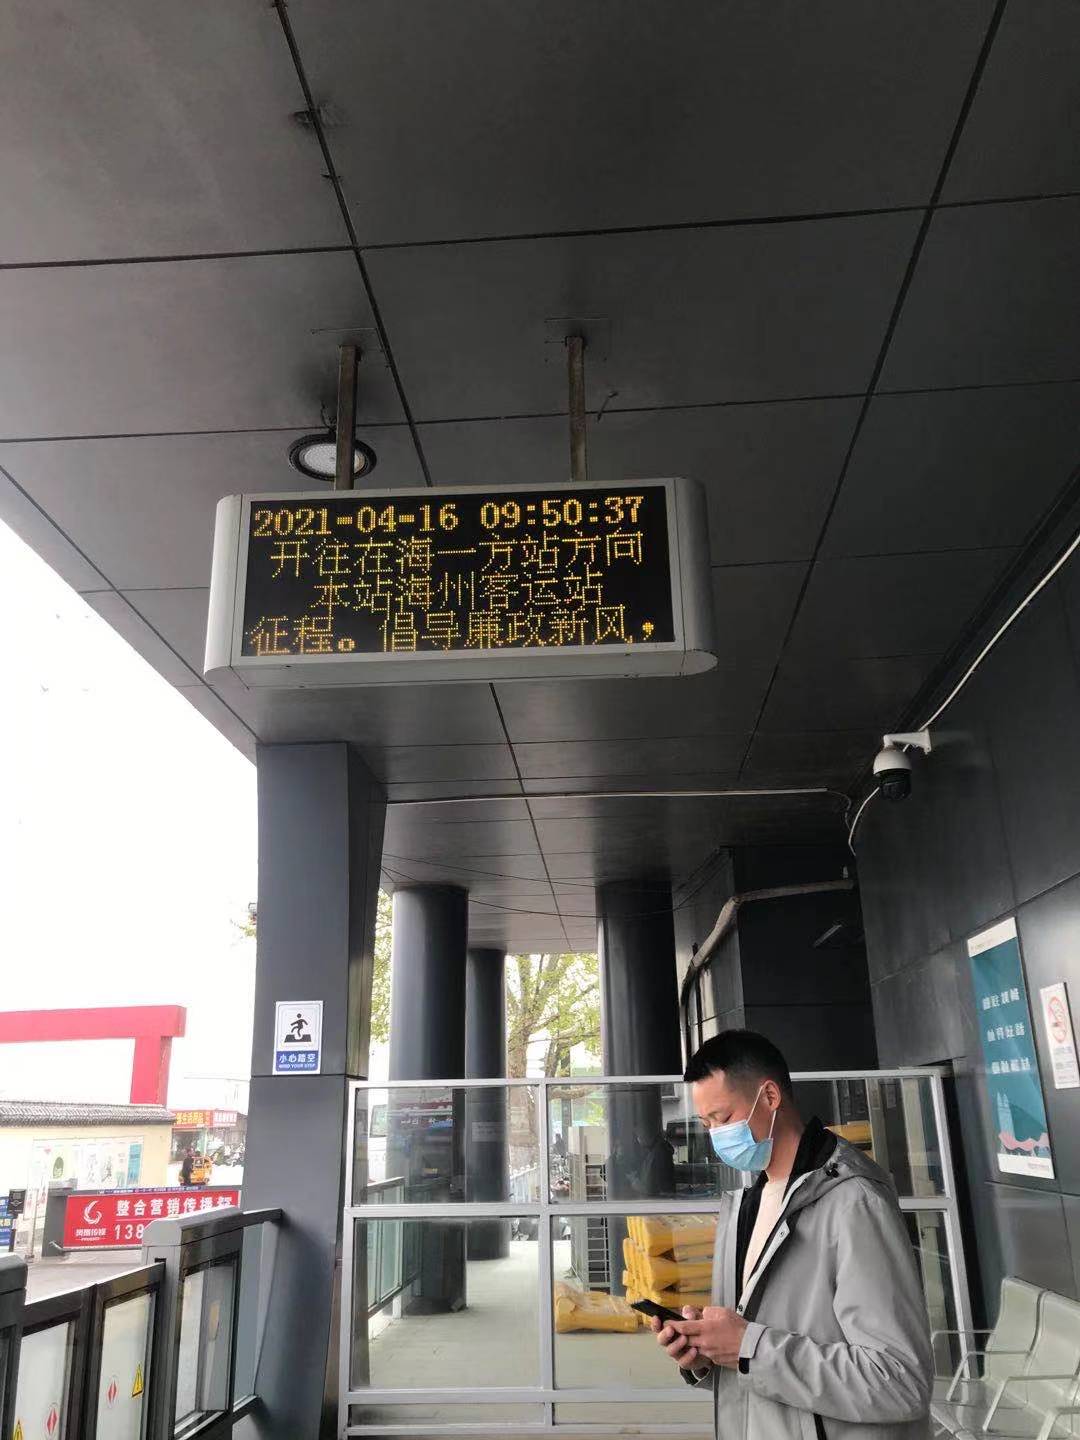 2021-04-16 09:50:37
开往在海一方站方向
本站海州客运站
征程。倡导廉政新风,
小心踏空
MIND YOUR STEP
整合营销传播
138